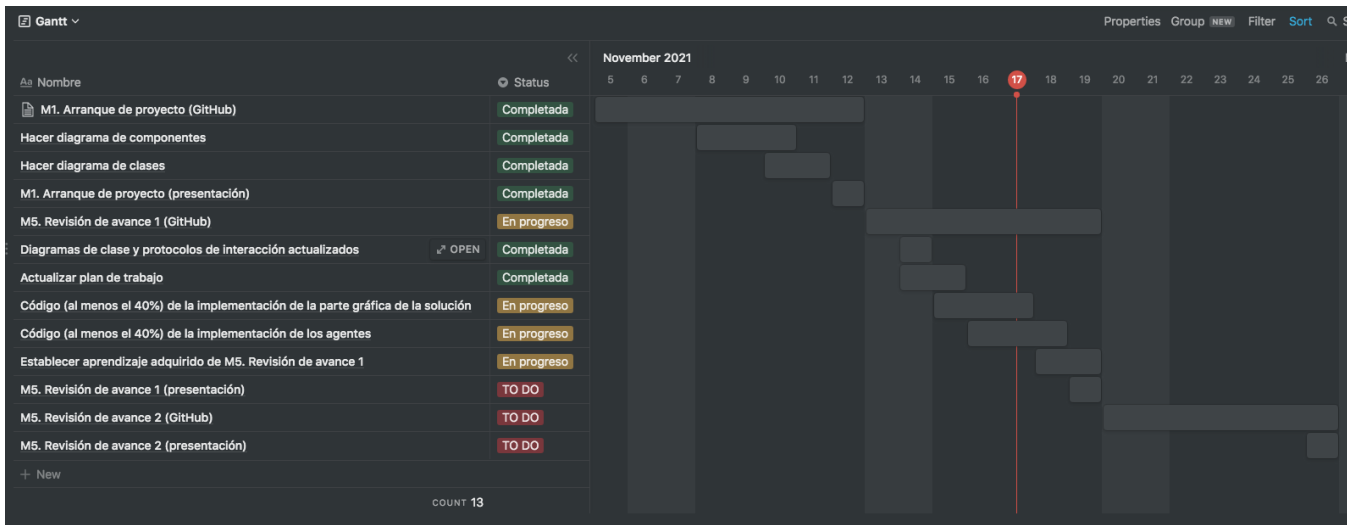 Gantt
Properties Group NEW Filter Sort S
November 2021
Aa Nombre Status 5 6 7 8 9 10 11 12 13 14 15 16 17 18 19 20 21 22 23 24 25 26
M1. Arranque de proyecto (GitHub) Completada
Hacer diagrama de componentes Completada
Hacer diagrama de clases Completada
M1. Arranque de proyecto (presentación) Completada
M5. Revisión de avance 1 (GitHub) En progreso
Diagramas de clase y protocolos de interacción actualizados OPEN Completada
Actualizar plan de trabajo Completada
Código (al menos el 40%) de la implementación de la parte gráfica de la solución En progreso
Código (al menos el 40%) de la implementación de los agentes En progreso
Establecer aprendizaje adquirido de M5. Revisión de avance 1 En progreso
M5. Revisión de avance 1 (presentación) TO DO
M5. Revisión de avance 2 (GitHub) TO DO
M5. Revisión de avance 2 (presentación) TO DO
+ New
COUNT 13